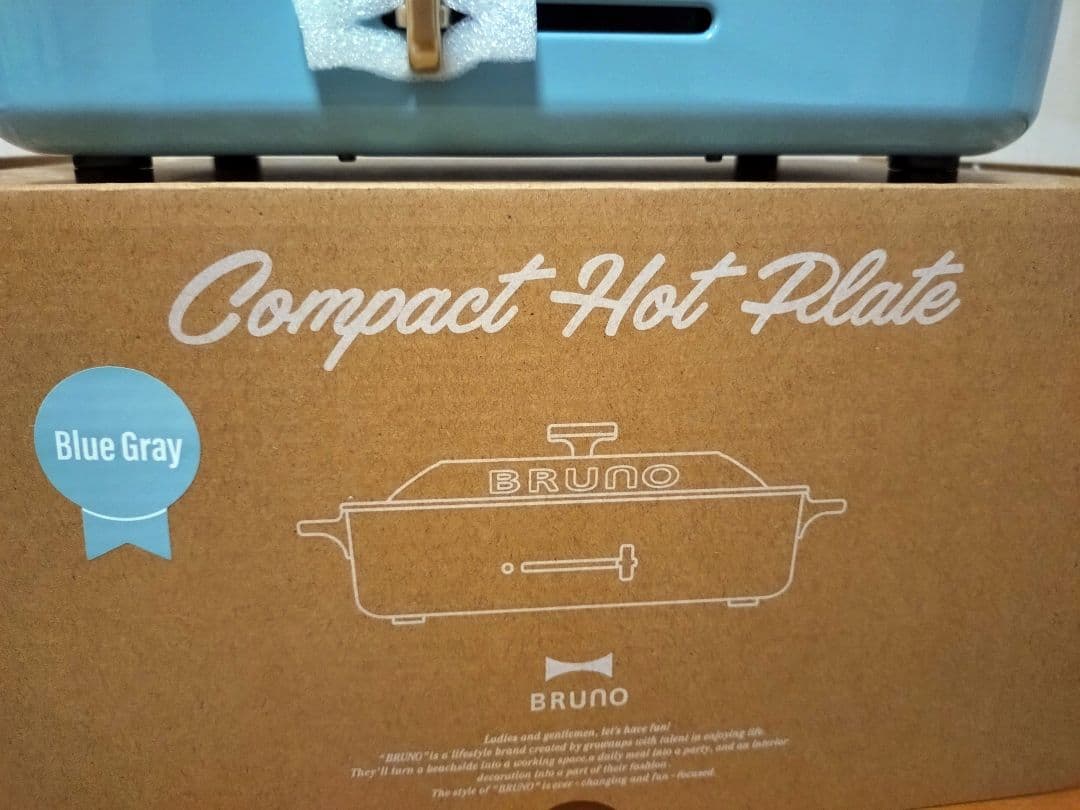 Compact Hot Plate
Blue Gray
BRUNO
BRUNO
Ladies and gentlemen, let's have fun!
"BRUNO" is a lifestyle brand created by grownups with talent in enjoying life.
They'll turn a beachside into a working space, a daily meal into a party, and an interior
decoration into a part of their fashion.
The style of "BRUNO" is ever-changing and fun-focused.